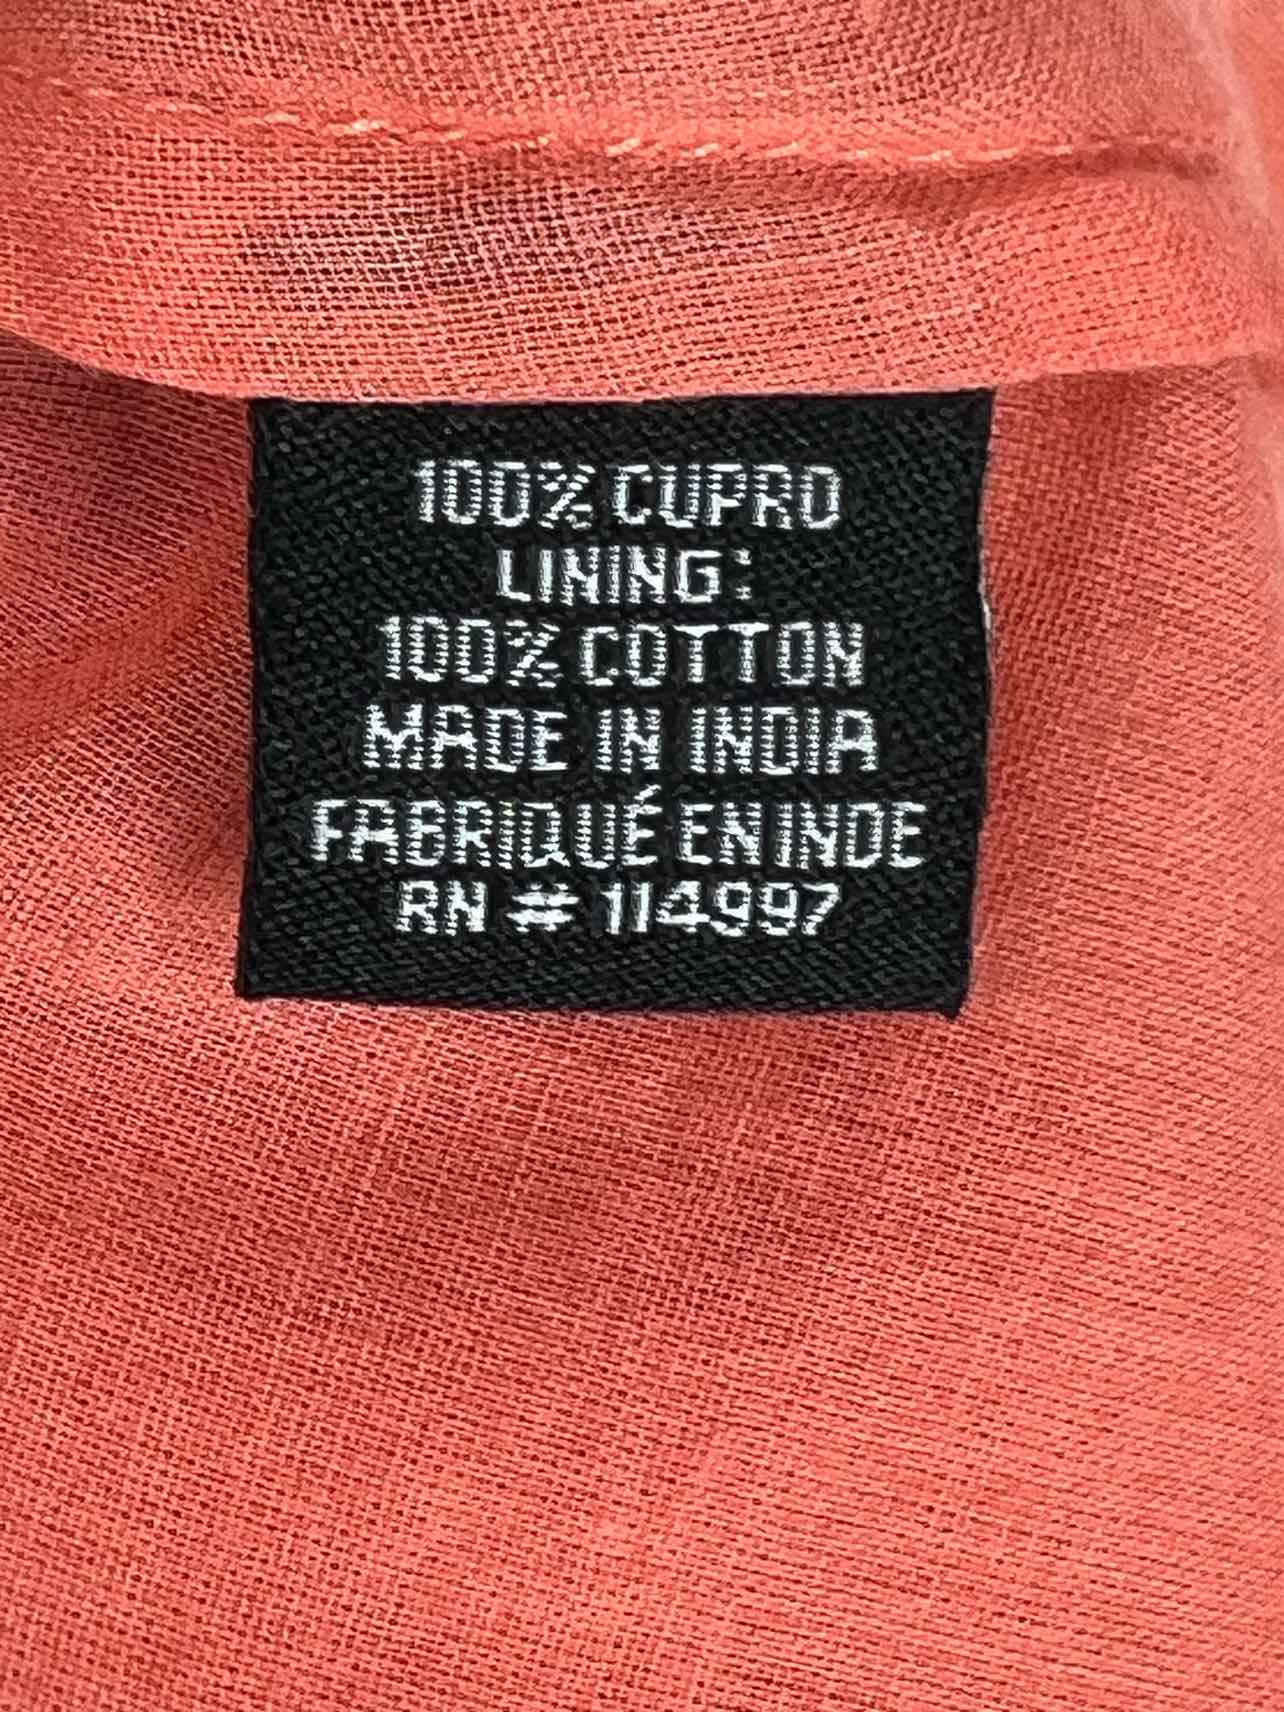 100% CUPRO
LINING:
100% COTTON
MADE IN INDIA
FABRIQUÉ EN INDE
RN # 114997